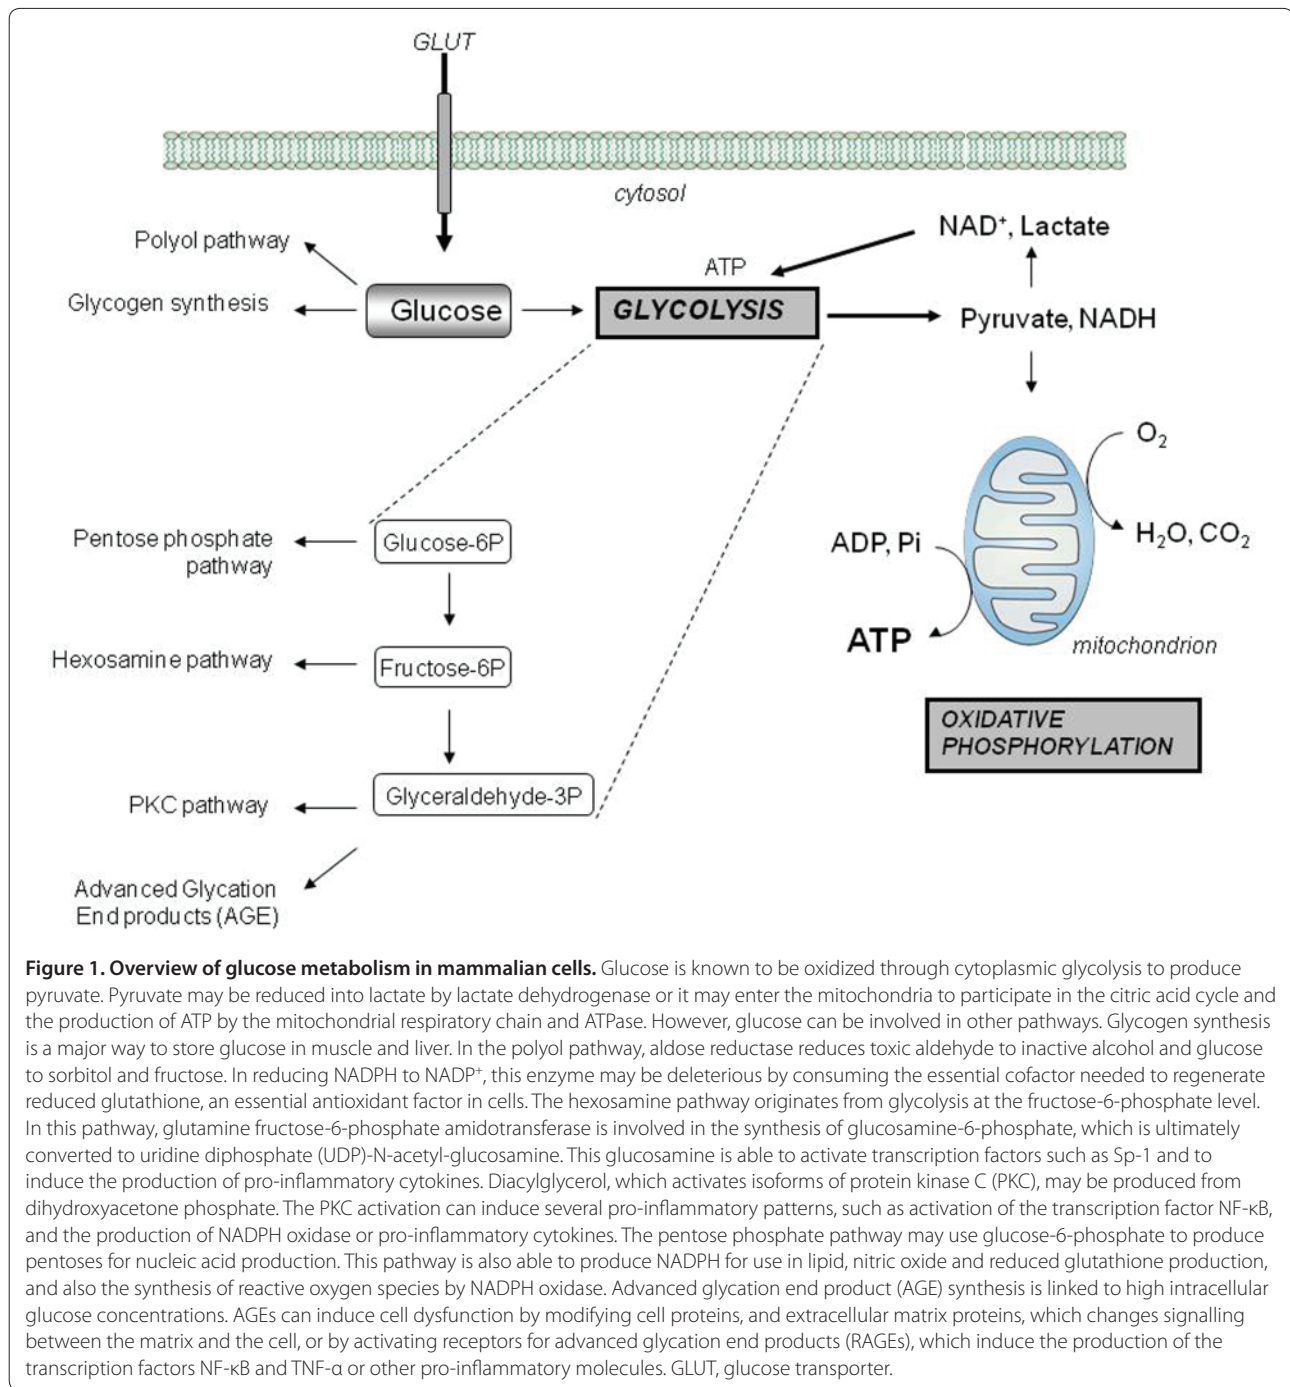 GLUT
cytosol
Polyol pathway
Glycogen synthesis
Glucose
ATP
GLYCOLYSIS
NAD⁺, Lactate
Pyruvate, NADH
O₂
H₂O, CO₂
ADP, Pi
ATP
mitochondrion
OXIDATIVE
PHOSPHORYLATION
Pentose phosphate
pathway
Glucose-6P
Hexosamine pathway
Fructose-6P
PKC pathway
Glyceraldehyde-3P
Advanced Glycation
End products (AGE)
Figure 1. Overview of glucose metabolism in mammalian cells. Glucose is known to be oxidized through cytoplasmic glycolysis to produce
pyruvate. Pyruvate may be reduced into lactate by lactate dehydrogenase or it may enter the mitochondria to participate in the citric acid cycle and
the production of ATP by the mitochondrial respiratory chain and ATPase. However, glucose can be involved in other pathways. Glycogen synthesis
is a major way to store glucose in muscle and liver. In the polyol pathway, aldose reductase reduces toxic aldehyde to inactive alcohol and glucose
to sorbitol and fructose. In reducing NADPH to NADP⁺, this enzyme may be deleterious by consuming the essential cofactor needed to regenerate
reduced glutathione, an essential antioxidant factor in cells. The hexosamine pathway originates from glycolysis at the fructose-6-phosphate level.
In this pathway, glutamine fructose-6-phosphate amidotransferase is involved in the synthesis of glucosamine-6-phosphate, which is ultimately
converted to uridine diphosphate (UDP)-N-acetyl-glucosamine. This glucosamine is able to activate transcription factors such as Sp-1 and to
induce the production of pro-inflammatory cytokines. Diacylglycerol, which activates isoforms of protein kinase C (PKC), may be produced from
dihydroxyacetone phosphate. The PKC activation can induce several pro-inflammatory patterns, such as activation of the transcription factor NF-κB,
and the production of NADPH oxidase or pro-inflammatory cytokines. The pentose phosphate pathway may use glucose-6-phosphate to produce
pentoses for nucleic acid production. This pathway is also able to produce NADPH for use in lipid, nitric oxide and reduced glutathione production,
and also the synthesis of reactive oxygen species by NADPH oxidase. Advanced glycation end product (AGE) synthesis is linked to high intracellular
glucose concentrations. AGEs can induce cell dysfunction by modifying cell proteins, and extracellular matrix proteins, which changes signalling
between the matrix and the cell, or by activating receptors for advanced glycation end products (RAGEs), which induce the production of the
transcription factors NF-κB and TNF-α or other pro-inflammatory molecules. GLUT, glucose transporter.